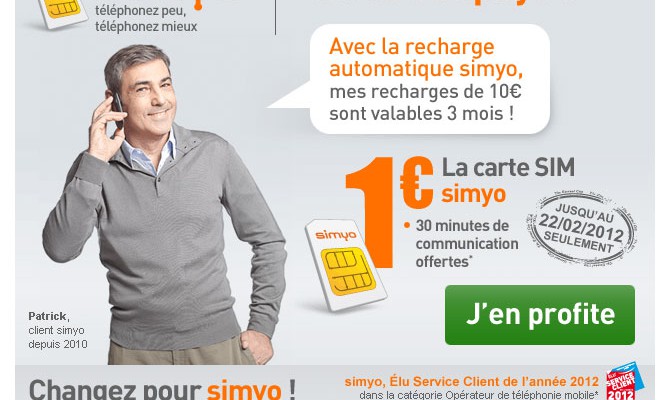 téléphonez peu,
téléphonez mieux
Avec la recharge
automatique simyo,
mes recharges de 10€
sont valables 3 mois !
1€
La carte SIM
simyo
• 30 minutes de
communication
offertes*
JUSQU'AU
22/02/2012
SEULEMENT
simyo
J'en profite
Patrick,
client simyo
depuis 2010
Changez pour simyo !
simyo, Élu Service Client de l'année 2012
dans la catégorie Opérateur de téléphonie mobile*
ÉLU
SERVICE
CLIENT
2012